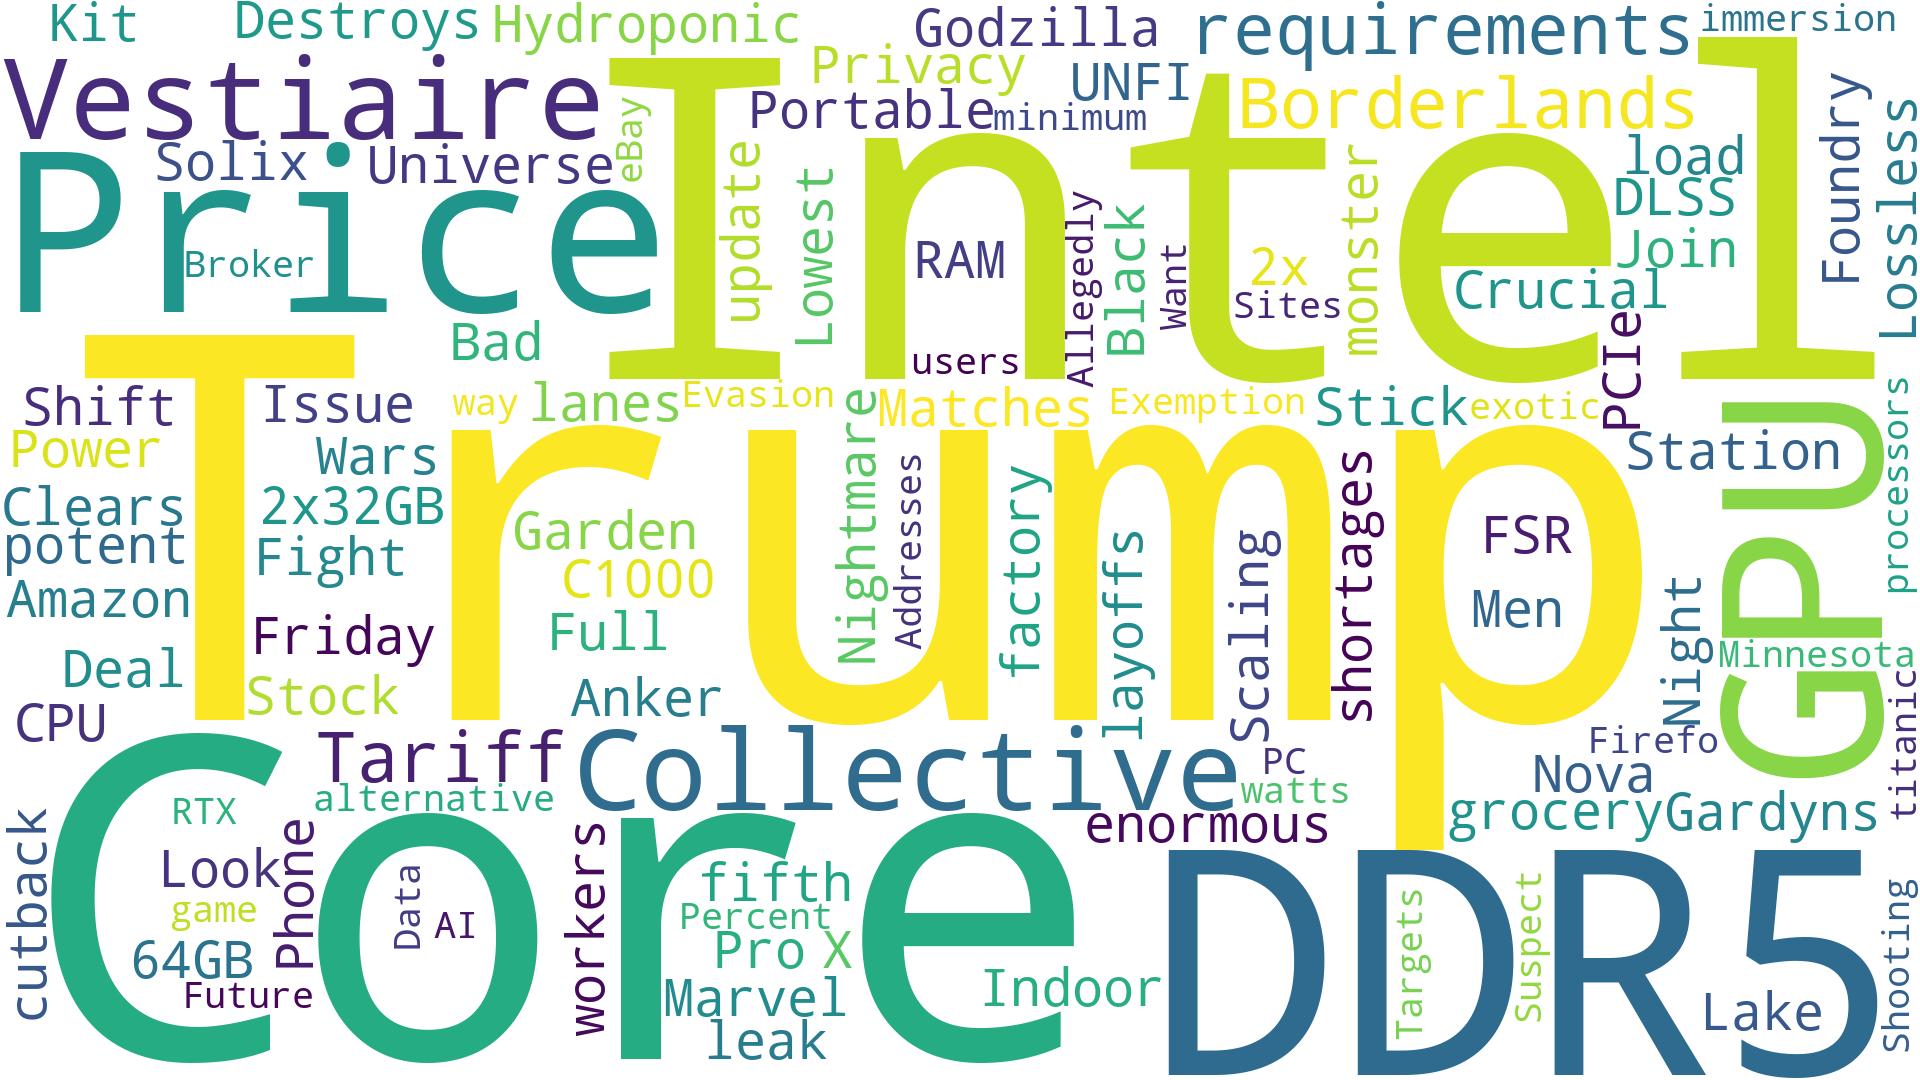 Kit
Destroys
Hydroponic
Godzilla
requirements
immersion
Vestiaire
Privacy
UNFI
Portable
minimum
Borderlands
Intel
eBay
Solix
Universe
Price
Broker
update
Lowest
RAM
Allegedly
Black
Want
2x
Sites
monster
load
DLSS
Join
Crucial
Foundry
Lossless
Bad
users
PCIe
Shift
Issue
way
lanes
Evasion
Matches
Exemption
Stick
exotic
Trump
Power
Wars
Station
GPU
processors
Clears
2x32GB
potent
Fight
Garden
C1000
Amazon
Nightmare
Addresses
factory
layoffs
Scaling
shortages
FSR
Men
Night
Minnesota
titanic
Friday
Full
Deal
Stock
Anker
CPU
Tariff
Collective
PC
watts
Firefo
Nova
alternative
enormous
grocery
Gardyns
Core
cutback
RTX
Look
game
Phone
Data
AI
64GB
Future
workers
fifth
Percent
Pro X
Marvel
leak
Indoor
DDR5
Targets
Suspect
Lake
Shooting